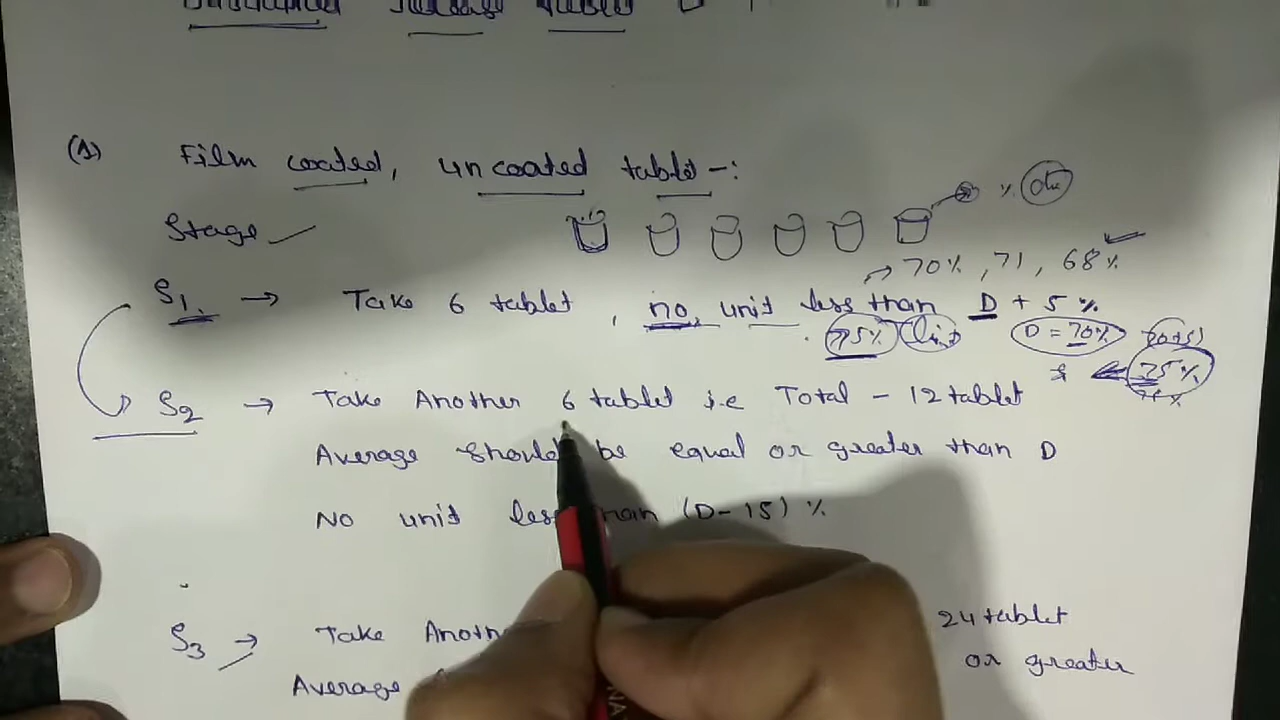 (1) Film coated, uncoated tablet -:
Stage
% ok
70% , 71 , 68%
S1. → Take 6 tablet , no unit less than D + 5 %
75% D = 70%
75%
S2 → Take Another 6 tablet i.e Total - 12 tablet
Average should be equal or greater than D
No unit less than (D-15) %
S3 → Take 24 tablet
Average or greater